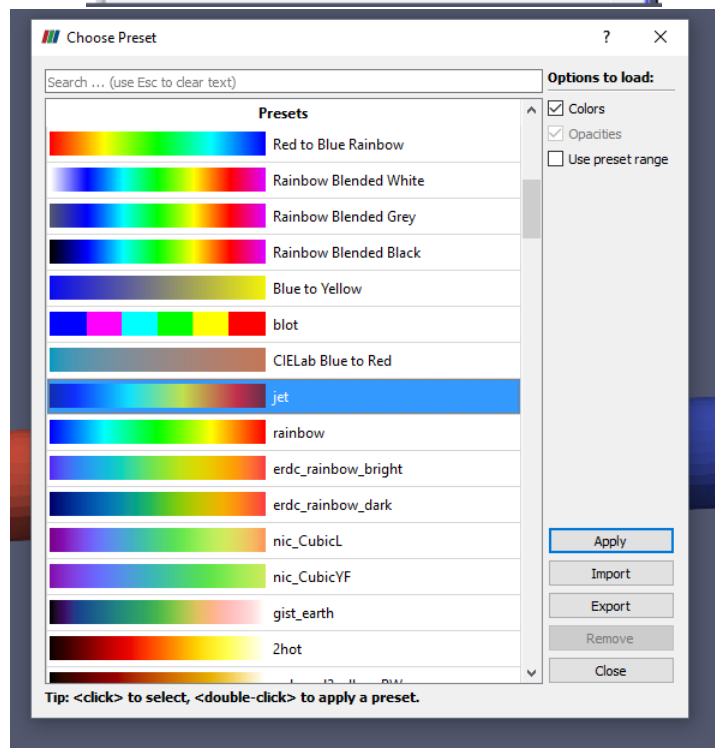 Choose Preset
Search ... (use Esc to clear text)
Options to load:
Presets
Colors
Opacities
Use preset range
Red to Blue Rainbow
Rainbow Blended White
Rainbow Blended Grey
Rainbow Blended Black
Blue to Yellow
blot
CIELab Blue to Red
jet
rainbow
erdc_rainbow_bright
erdc_rainbow_dark
nic_CubicL
nic_CubicYF
gist_earth
2hot
Apply
Import
Export
Remove
Close
Tip: <click> to select, <double-click> to apply a preset.